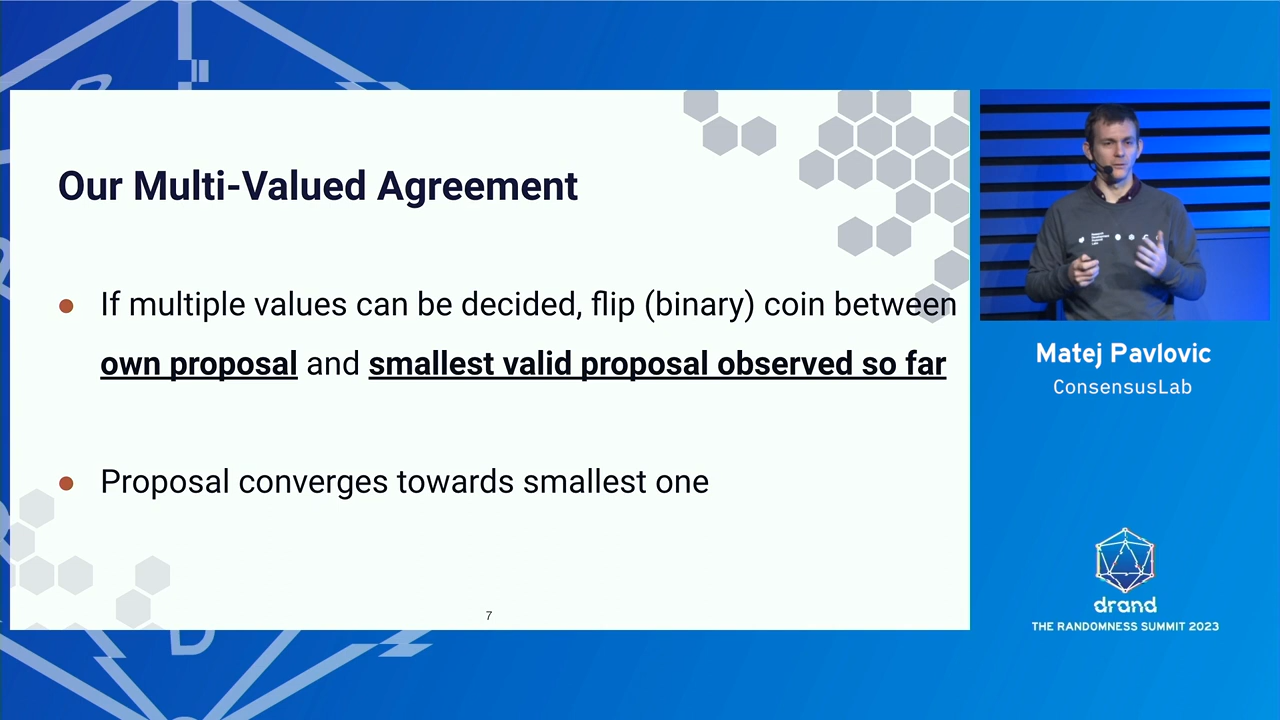 Our Multi-Valued Agreement
If multiple values can be decided, flip (binary) coin between
own proposal and smallest valid proposal observed so far
Proposal converges towards smallest one
7
Matej Pavlovic
ConsensusLab
drand
THE RANDOMNESS SUMMIT 2023